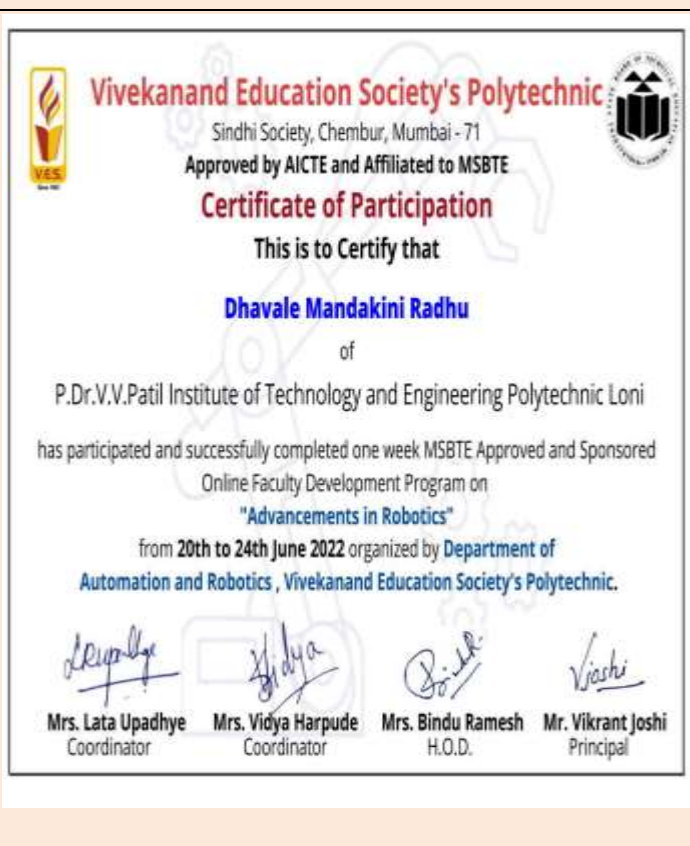 Vivekanand Education Society's Polytechnic
Sindhi Society, Chembur, Mumbai - 71
Approved by AICTE and Affiliated to MSBTE
Certificate of Participation
This is to Certify that
Dhavale Mandakini Radhu
of
P.Dr.V.V.Patil Institute of Technology and Engineering Polytechnic Loni
has participated and successfully completed one week MSBTE Approved and Sponsored
Online Faculty Development Program on
"Advancements in Robotics"
from 20th to 24th June 2022 organized by Department of
Automation and Robotics , Vivekanand Education Society's Polytechnic.
Mrs. Lata Upadhye Mrs. Vidya Harpude Mrs. Bindu Ramesh Mr. Vikrant Joshi
Coordinator Coordinator H.O.D. Principal
V.E.S.